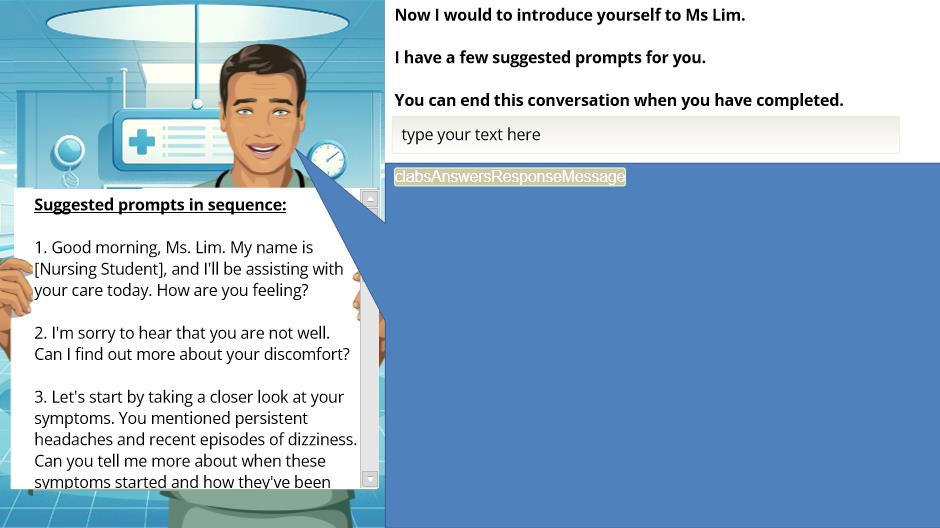 Now I would to introduce yourself to Ms Lim.
I have a few suggested prompts for you.
You can end this conversation when you have completed.
type your text here
clabsAnswersResponseMessage
Suggested prompts in sequence:
1. Good morning, Ms. Lim. My name is
[Nursing Student], and I'll be assisting with
your care today. How are you feeling?
2. I'm sorry to hear that you are not well.
Can I find out more about your discomfort?
3. Let's start by taking a closer look at your
symptoms. You mentioned persistent
headaches and recent episodes of dizziness.
Can you tell me more about when these
symptoms started and how they've been